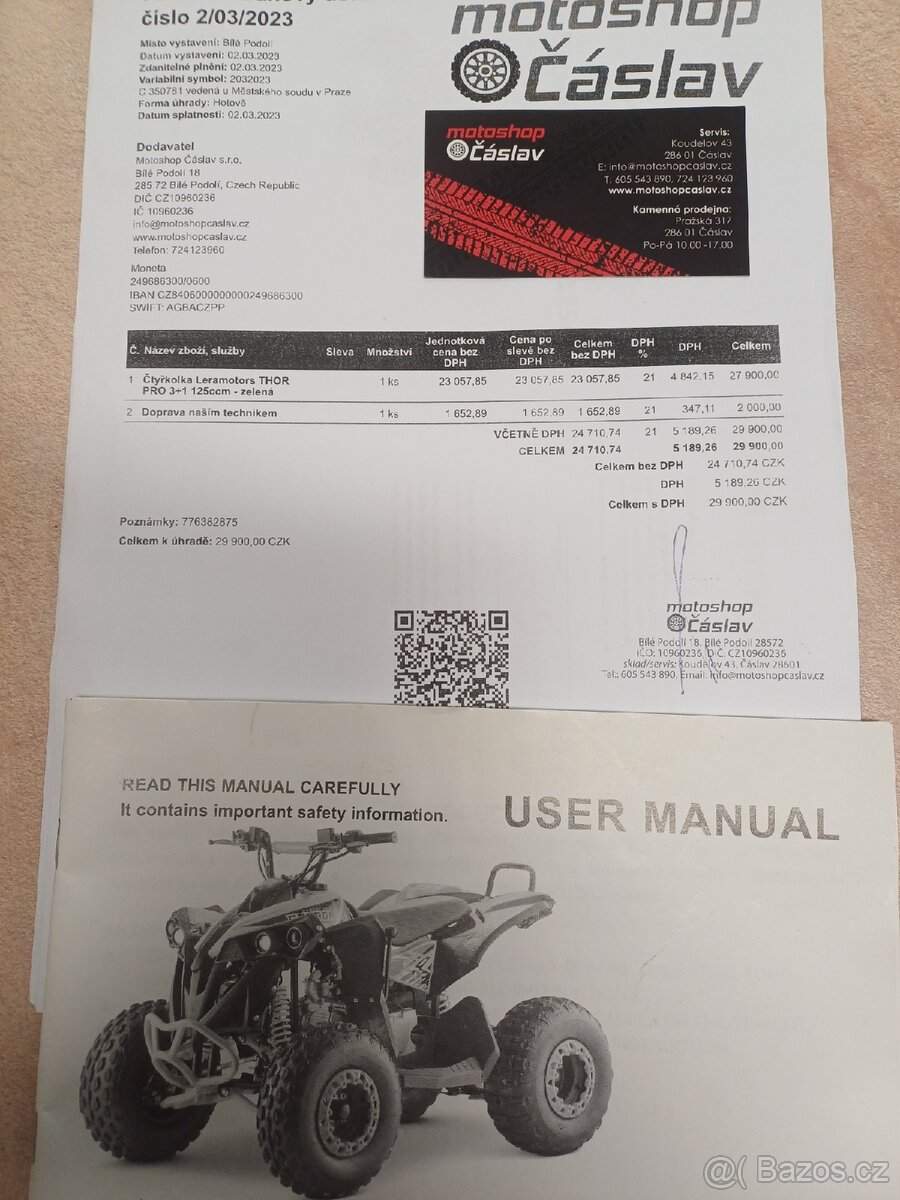 číslo 2/03/2023
Místo vystavení: Bílé Podolí
Datum vystavení: 02.03.2023
Zdanitelné plnění: 02.03.2023
Variabilní symbol: 2032023
C 350781 vedená u Městského soudu v Praze
Forma úhrady: Hotově
Datum splatnosti: 02.03.2023
motoshop
Čáslav
Dodavatel
Motoshop Čáslav s.r.o.
Bílé Podolí 18
285 72 Bílé Podolí, Czech Republic
DIČ CZ10960236
IČ 10960236
info@motoshopcaslav.cz
www.motoshopcaslav.cz
Telefon: 724123960
Moneta
249686300/0600
IBAN CZ8406000000000249686300
SWIFT: AGBACZPP
motoshop
Čáslav
Servis:
Koudelov 43
286 01 Čáslav
E: info@motoshopcaslav.cz
T: 605 543 890, 724 123 960
www.motoshopcaslav.cz
Kamenná prodejna:
Pražská 317
286 01 Čáslav
Po-Pá 10.00 -17.00
Č. Název zboží, služby Sleva Množství Jednotková cena bez DPH Cena po slevě bez DPH Celkem bez DPH DPH % DPH Celkem
1 Čtyřkolka Leramotors THOR 1 ks 23 057,85 23 057,85 23 057,85 21 4 842,15 27 900,00
PRO 3+1 125ccm - zelená
2 Doprava naším technikem 1 ks 1 652,89 1 652,89 1 652,89 21 347,11 2 000,00
VČETNĚ DPH 24 710,74 21 5 189,26 29 900,00
CELKEM 24 710,74 5 189,26 29 900,00
Celkem bez DPH 24 710,74 CZK
DPH 5 189,26 CZK
Celkem s DPH 29 900,00 CZK
Poznámky: 776382875
Celkem k úhradě: 29 900,00 CZK
motoshop
Čáslav
Bílé Podolí 18, Bílé Podolí 28572
IČO: 10960236, DIČ: CZ10960236
sklad/servis: Koudelov 43, Čáslav 28601
Tel.: 605 543 890, Email: info@motoshopcaslav.cz
READ THIS MANUAL CAREFULLY
It contains important safety information.
USER MANUAL
@( Bazos.cz